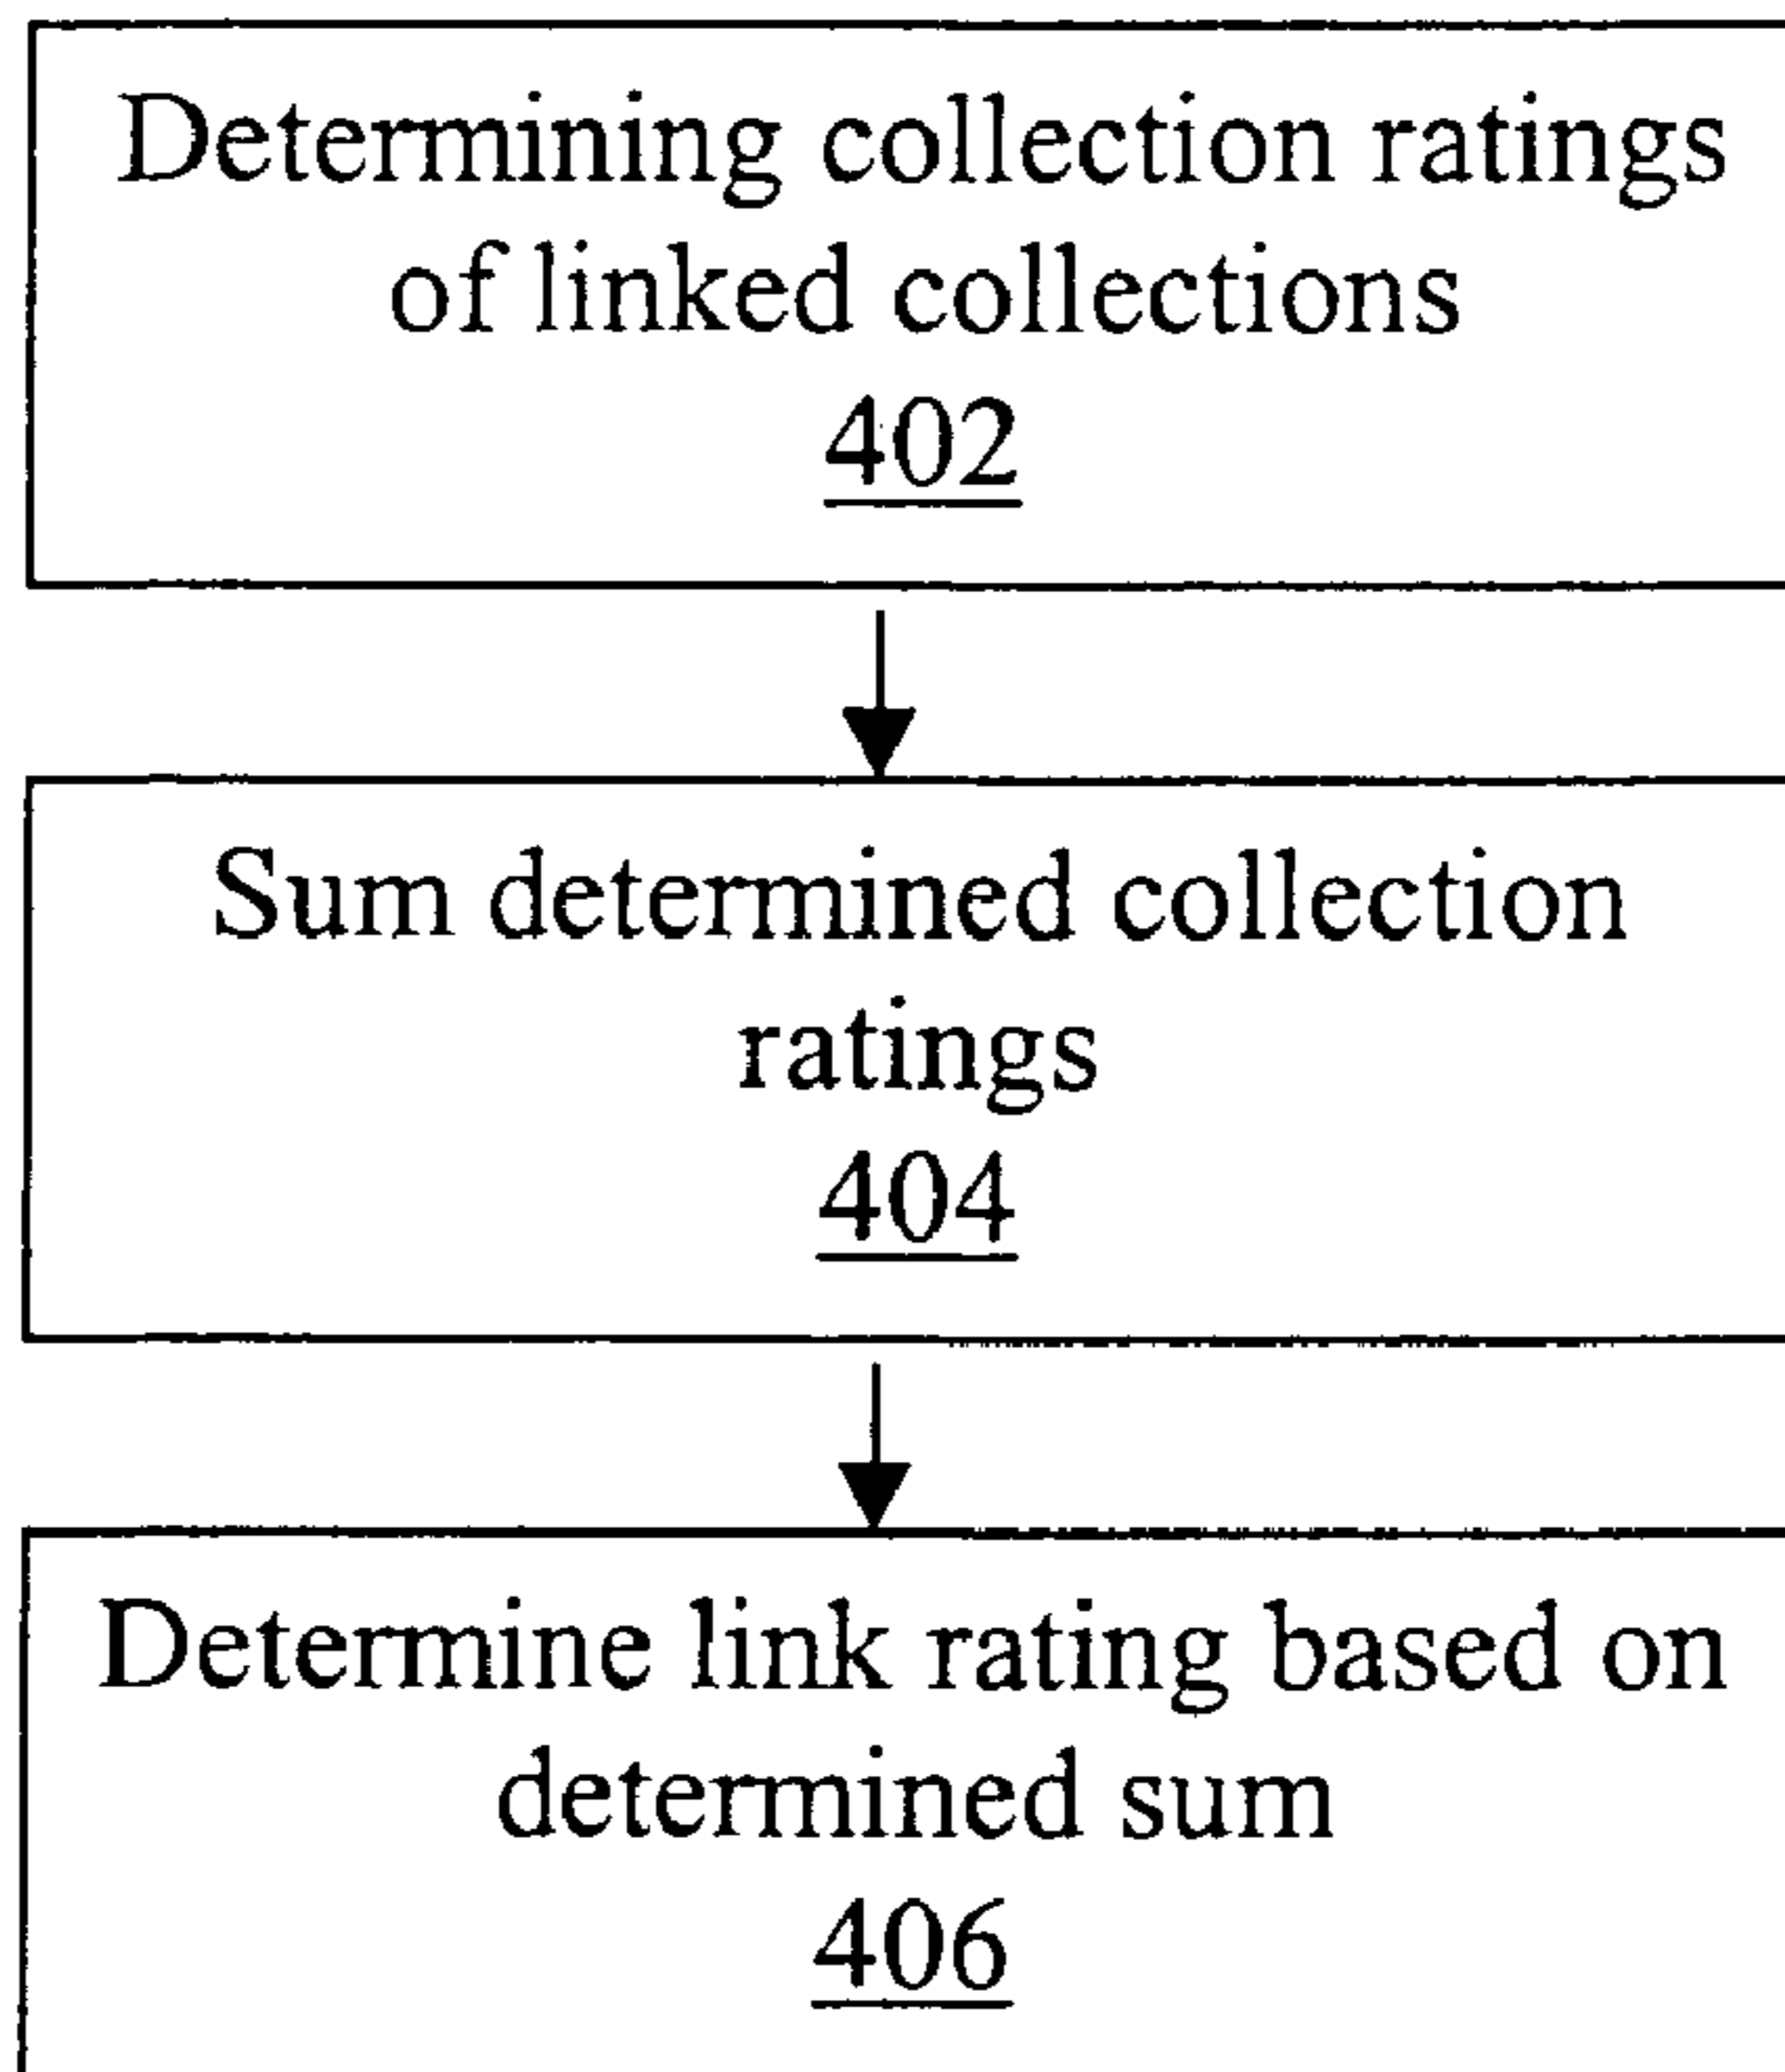 Determining collection ratings
of linked collections
402
Sum determined collection
ratings
404
Determine link rating based on
determined sum
406